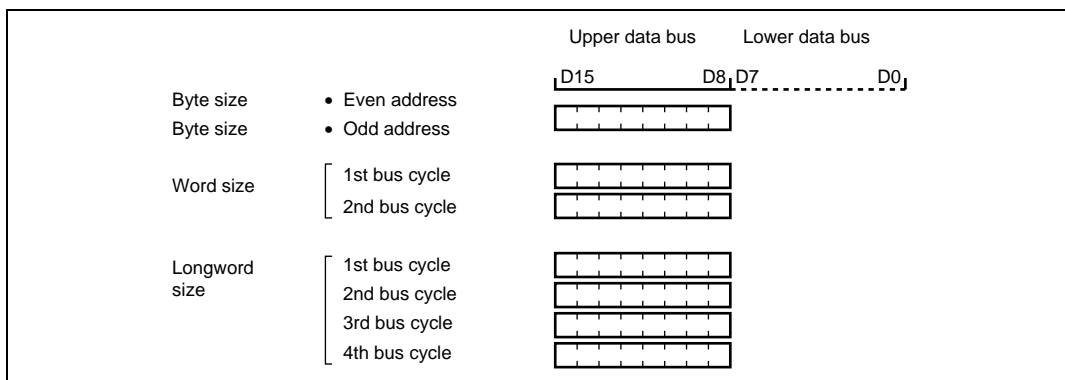 Upper data bus Lower data bus
D15 D8 D7 D0
Byte size • Even address
Byte size • Odd address
Word size 1st bus cycle
2nd bus cycle
Longword size 1st bus cycle
2nd bus cycle
3rd bus cycle
4th bus cycle